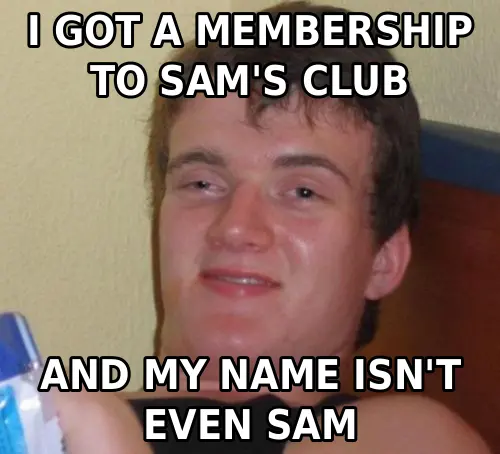 I GOT A MEMBERSHIP
TO SAM'S CLUB
AND MY NAME ISN'T
EVEN SAM